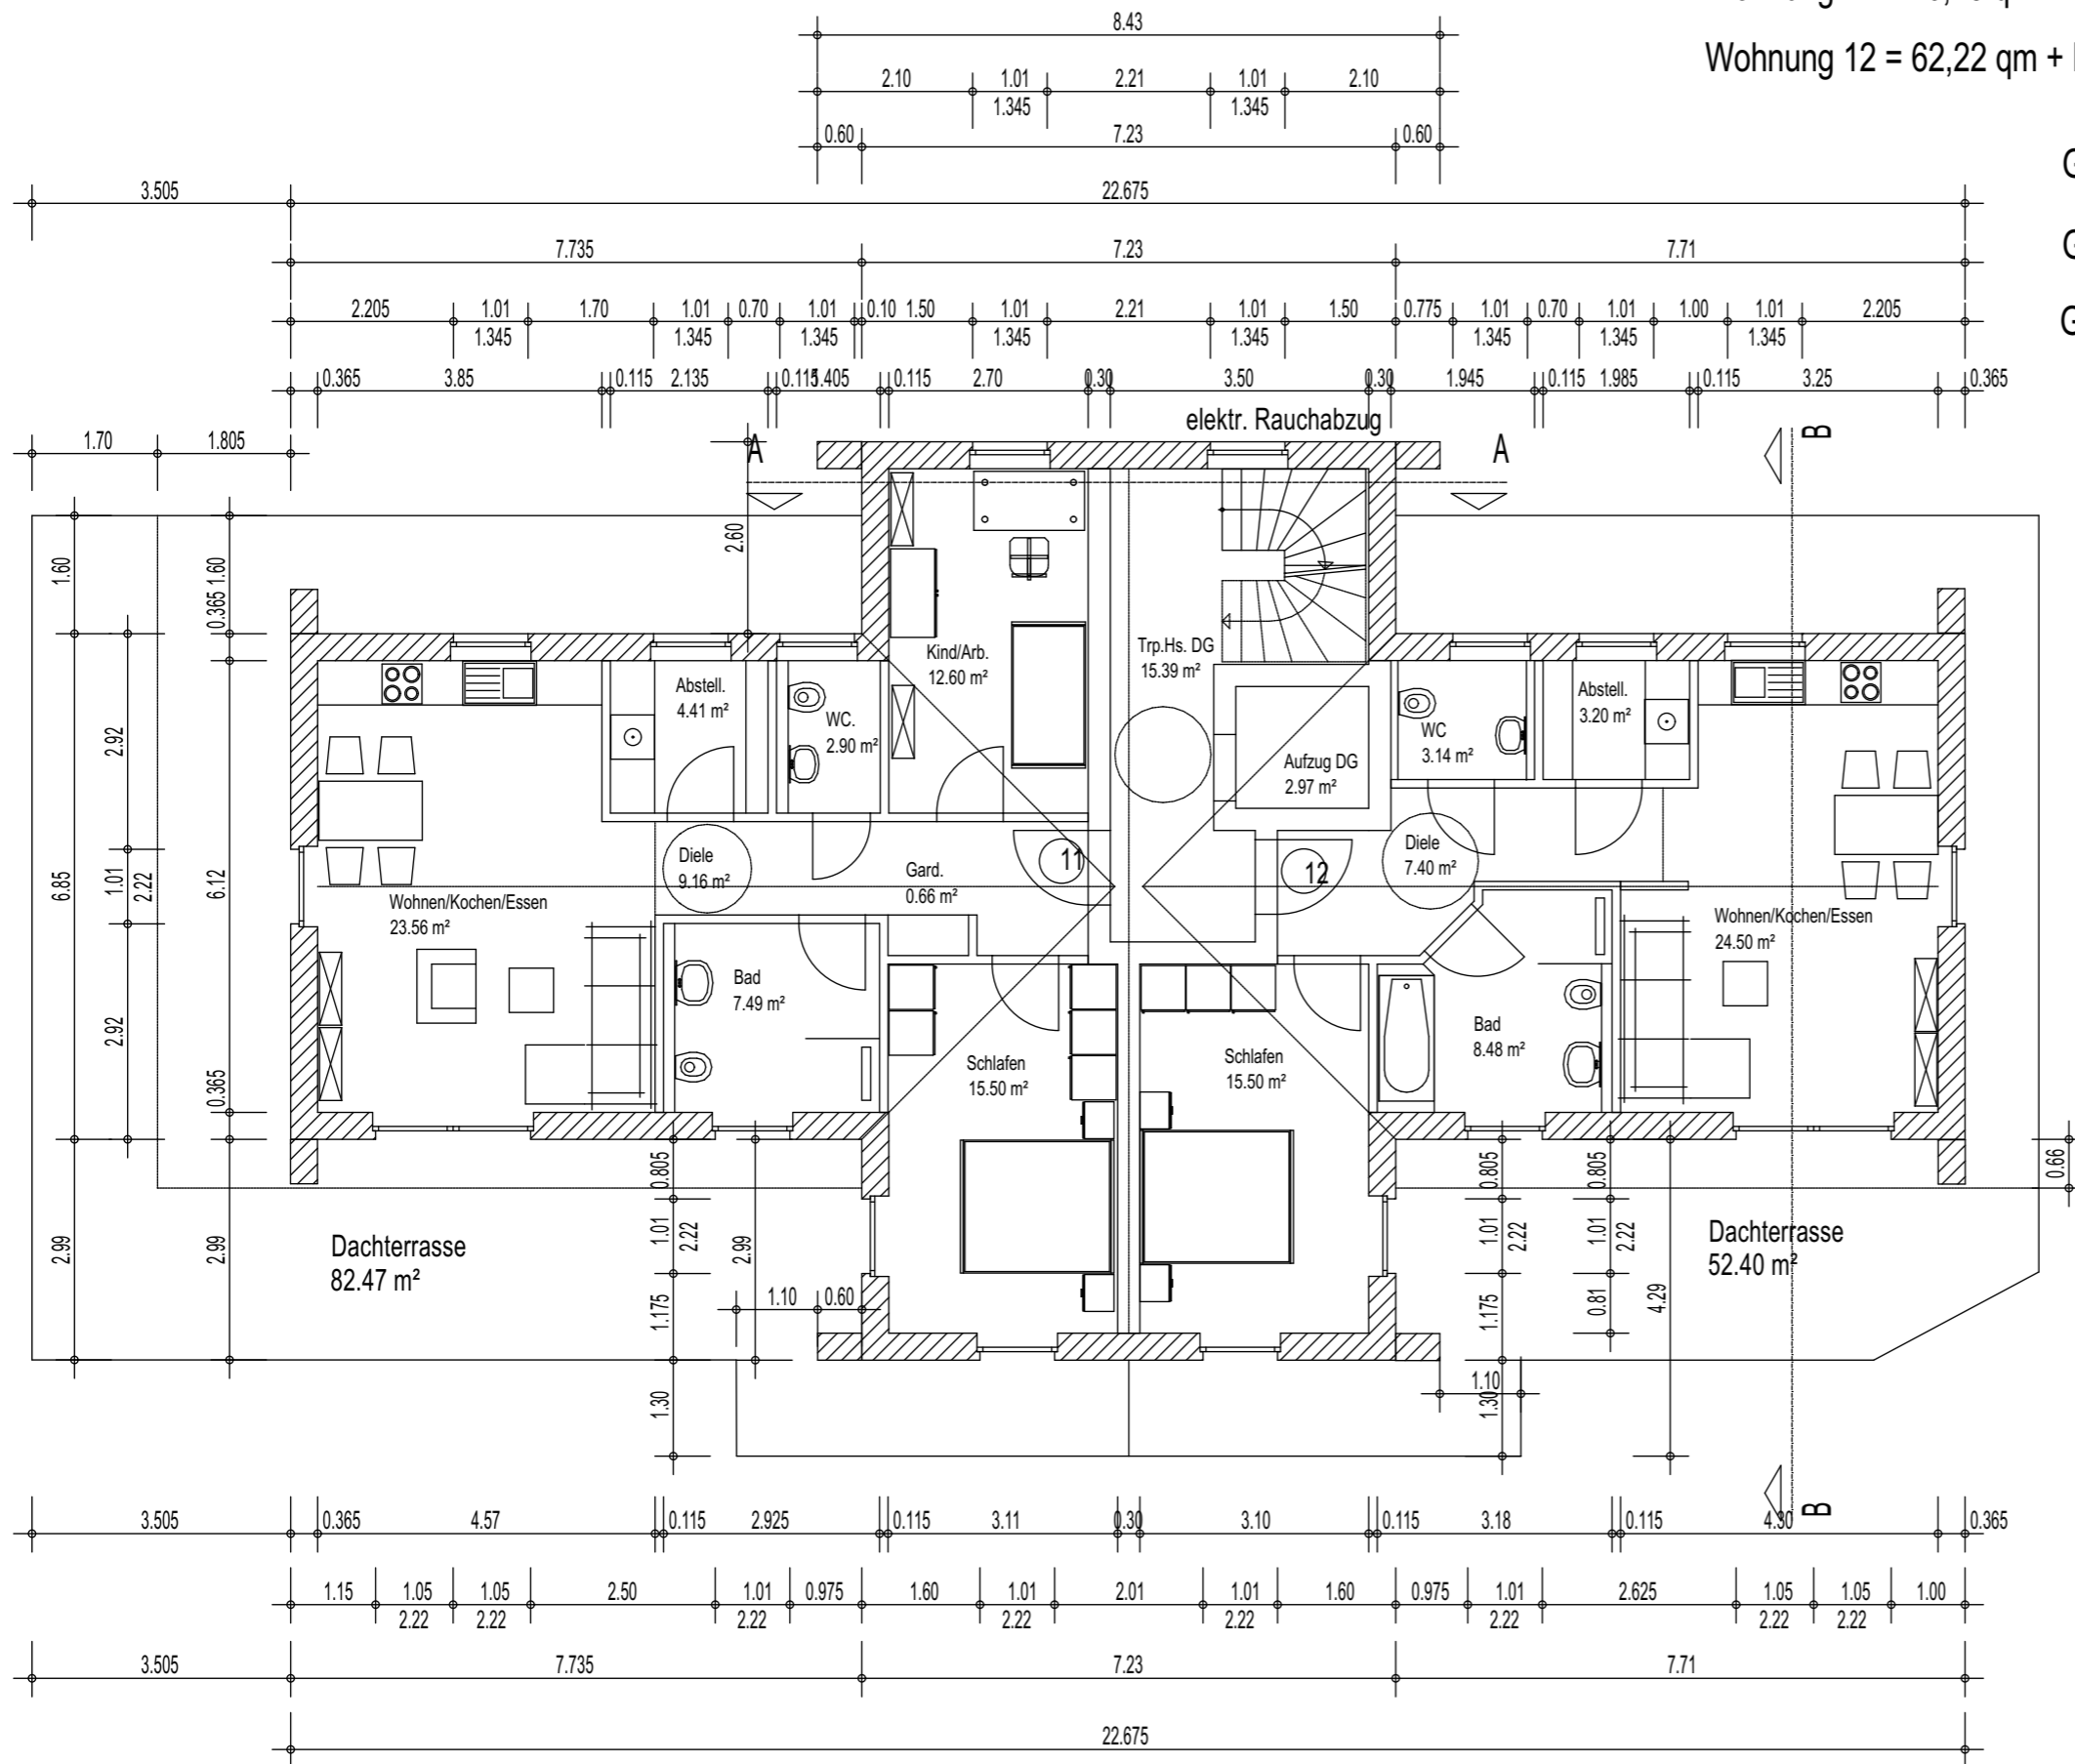 Wohnung 12 = 62,22 qm +
8.43
2.10 1.01 2.21 1.01 2.10
1.345 1.345
0.60 7.23 0.60
3.505 22.675
7.735 7.23 7.71
2.205 1.01 1.70 1.01 0.70 1.01 0.10 1.50 1.01 2.21 1.01 1.50 0.775 1.01 0.70 1.01 1.00 1.01 2.205
1.345 1.345 1.345 1.345 1.345 1.345 1.345 1.345
0.365 3.85 0.115 2.135 0.115 1.405 0.115 2.70 0.30 3.50 0.30 1.945 0.115 1.985 0.115 3.25 0.365
elektr. Rauchabzug
1.70 1.805
A A B
1.60
0.365 1.60
2.60
Kind/Arb.
12.60 m²
Trp.Hs. DG
15.39 m²
Abstell.
4.41 m²
WC.
2.90 m²
Aufzug DG
2.97 m²
WC
3.14 m²
Abstell.
3.20 m²
2.92
6.85
1.01
2.22
6.12
2.92
0.365
Diele
9.16 m²
Gard.
0.66 m²
11
12
Diele
7.40 m²
Wohnen/Kochen/Essen
23.56 m²
Wohnen/Kochen/Essen
24.50 m²
Bad
7.49 m²
Schlafen
15.50 m²
Schlafen
15.50 m²
Bad
8.48 m²
2.99
2.99
Dachterrasse
82.47 m²
0.805
1.01
2.22
1.175
1.30
2.99
1.10 0.60
0.805
1.01
2.22
1.175
1.30
1.10
0.805
1.01
2.22
0.81
4.29
Dachterrasse
52.40 m²
0.66
B
3.505 0.365 4.57 0.115 2.925 0.115 3.11 0.30 3.10 0.115 3.18 0.115 4.30 0.365
1.15 1.05 1.05 2.50 1.01 0.975 1.60 1.01 2.01 1.01 1.60 0.975 1.01 2.625 1.05 1.05 1.00
2.22 2.22 2.22 2.22 2.22 2.22 2.22 2.22
3.505 7.735 7.23 7.71
22.675